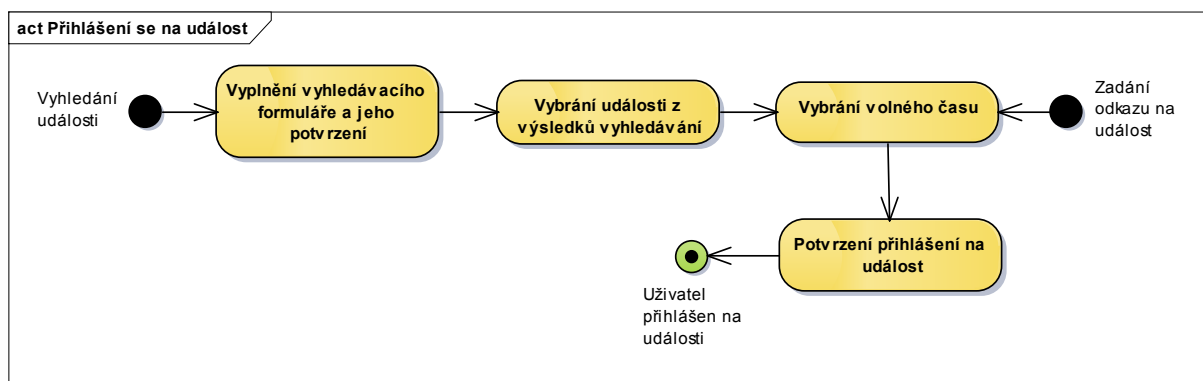 act Přihlášení se na událost
Vyhledání
události
Vyplnění vyhledávacího
formuláře a jeho
potvrzení
Vybrání události z
výsledků vyhledávání
Vybrání volného času
Zadání
odkazu na
událost
Potvrzení přihlášení na
událost
Uživatel
přihlášen na
události